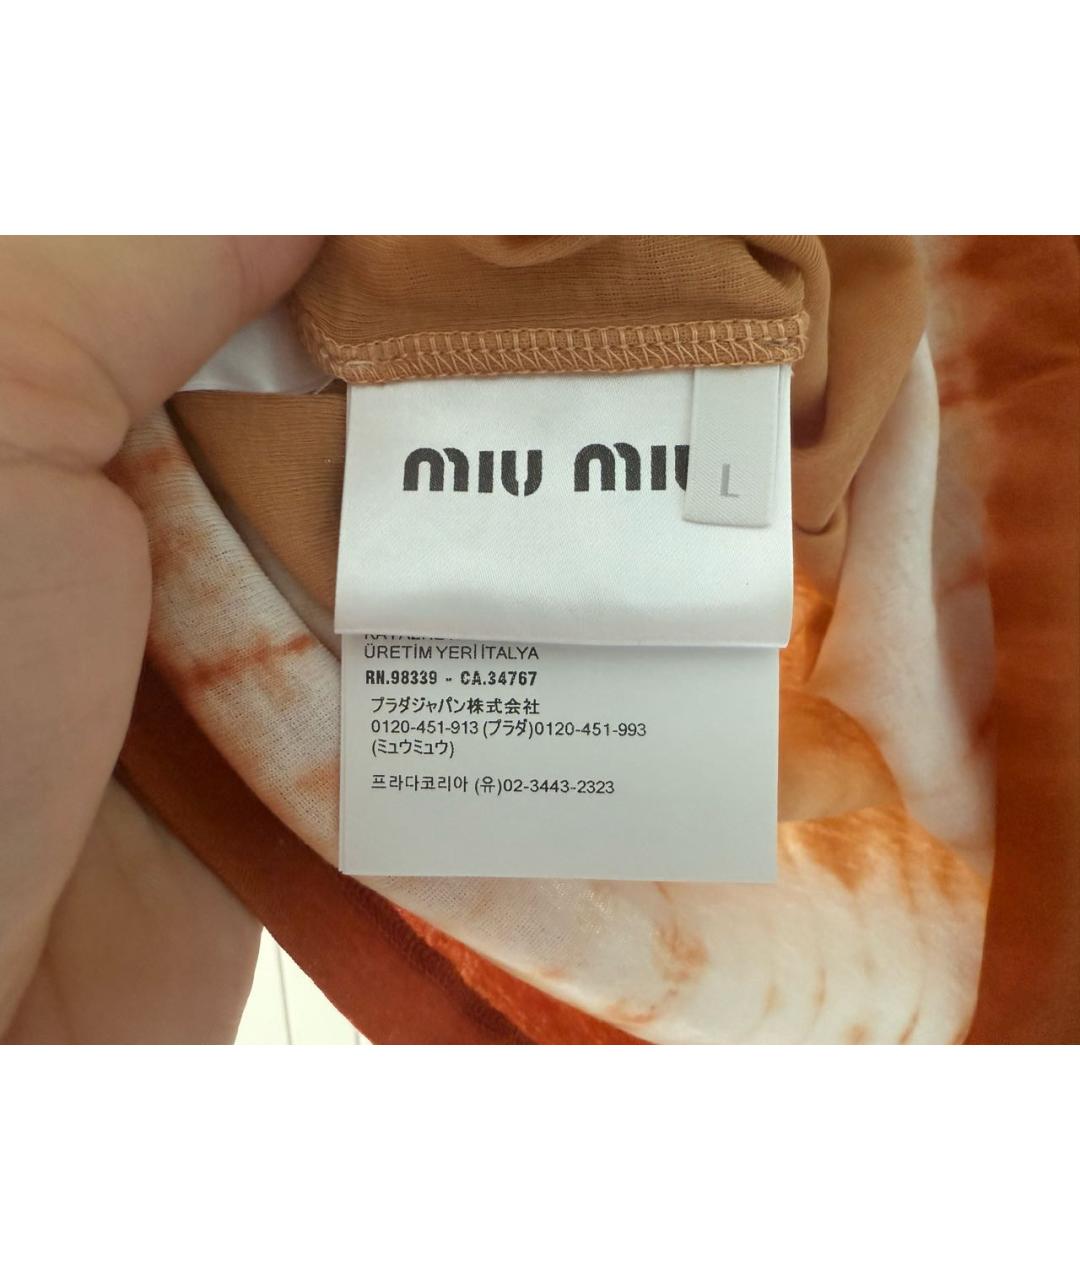 miu miu
L
ÜRETİM YERİ İTALYA
RN.98339 - CA.34767
プラダジャパン株式会社
0120-451-913 (プラダ)0120-451-993
(ミュウミュウ)
프라다코리아 (유)02-3443-2323